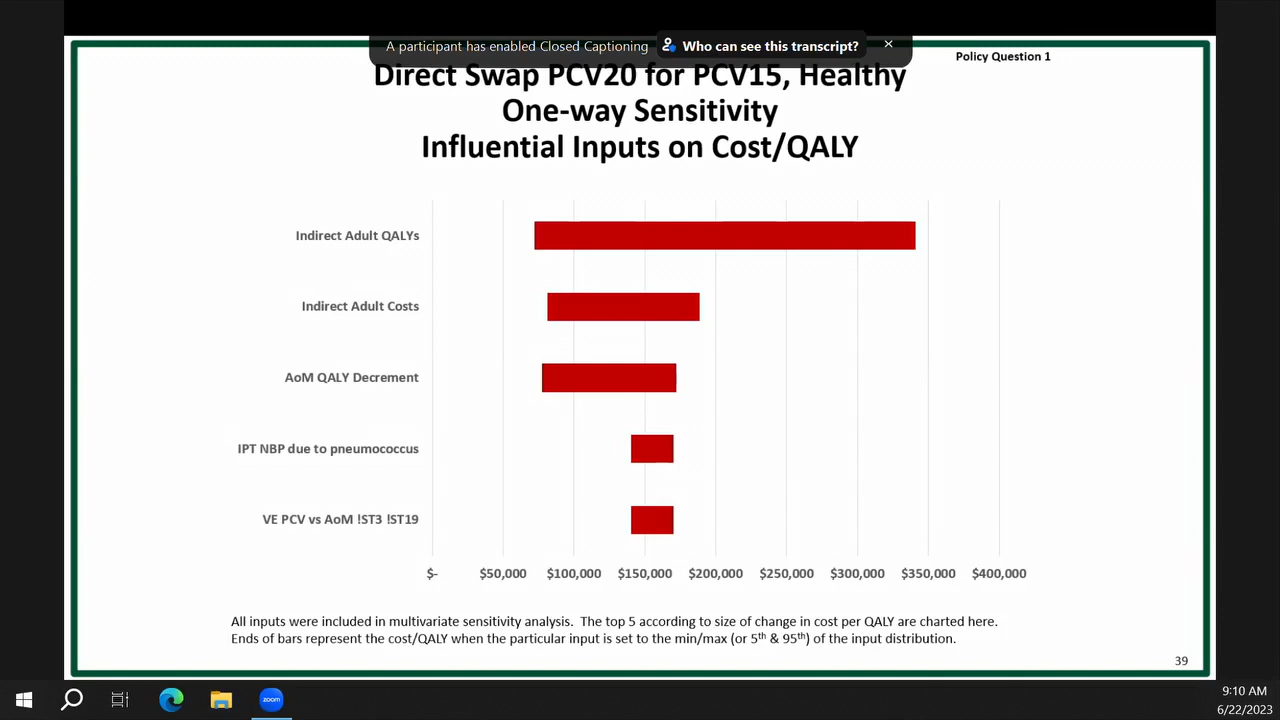 A participant has enabled Closed Captioning Who can see this transcript? ×
Policy Question 1
Direct Swap PCV20 for PCV15, Healthy
One-way Sensitivity
Influential Inputs on Cost/QALY
Indirect Adult QALYs
Indirect Adult Costs
AoM QALY Decrement
IPT NBP due to pneumococcus
VE PCV vs AoM !ST3 !ST19
$- $50,000 $100,000 $150,000 $200,000 $250,000 $300,000 $350,000 $400,000
All inputs were included in multivariate sensitivity analysis. The top 5 according to size of change in cost per QALY are charted here.
Ends of bars represent the cost/QALY when the particular input is set to the min/max (or 5th & 95th) of the input distribution.
39
zoom
9:10 AM
6/22/2023